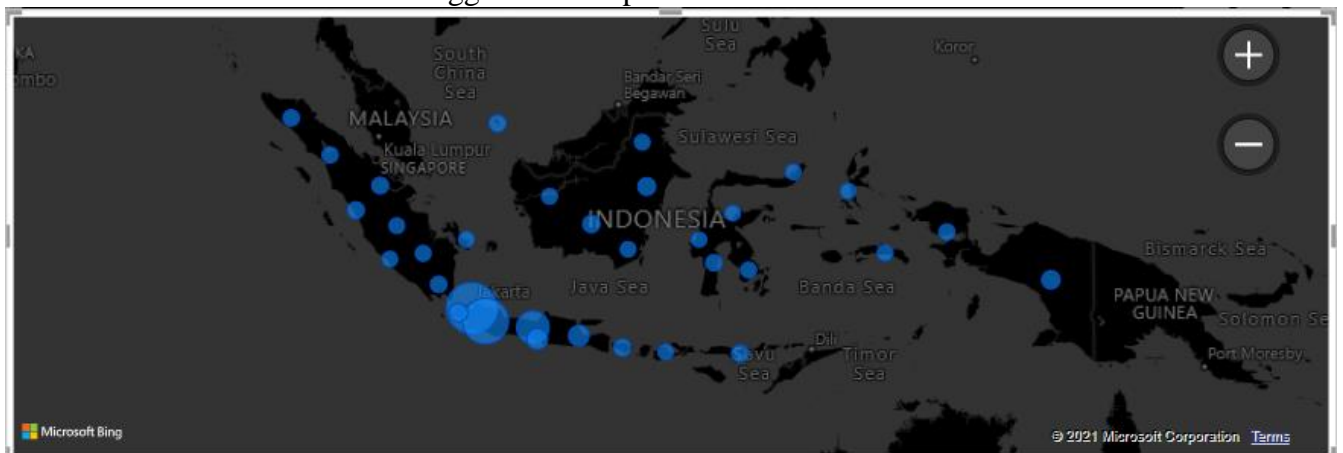 Sulu
Sea
KA
ombo
South
China
Sea
Koror
Bandar Seri
Begawan
MALAYSIA
Sulawesi Sea
Kuala Lumpur
SINGAPORE
INDONESIA
Bismarck Sea
Jakarta
Java Sea
Banda Sea
PAPUA NEW
GUINEA
Solomon Se
Dili
Savu
Sea
Timor
Sea
Port Moresby
Microsoft Bing
© 2021 Microsoft Corporation Terms